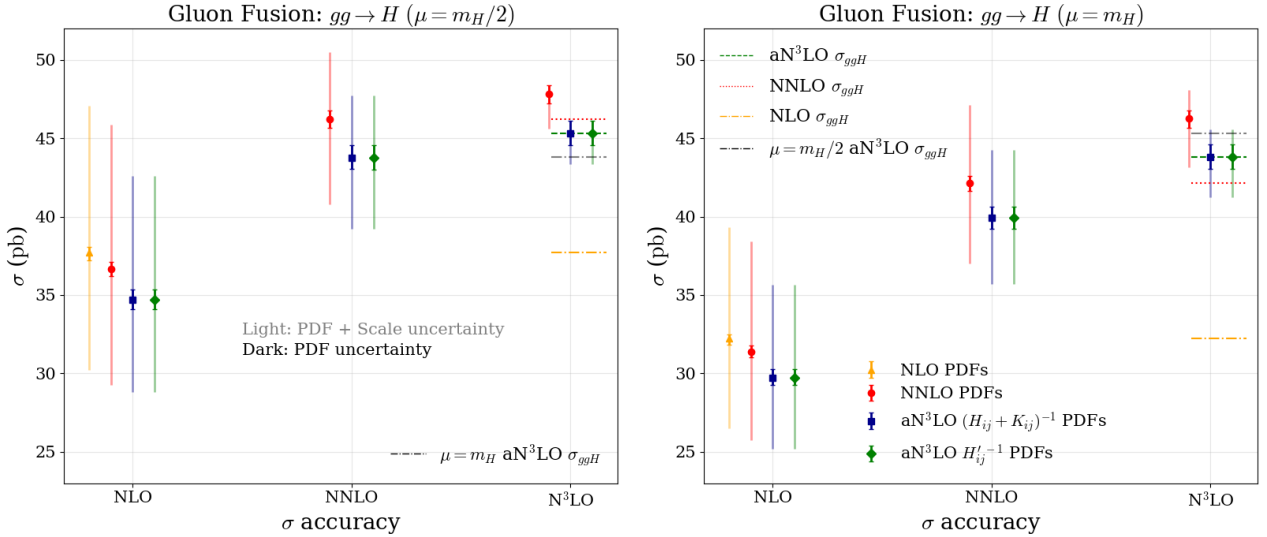 Gluon Fusion: gg → H (μ = m_H/2)
σ (pb)
50
45
40
35
30
25
Light: PDF + Scale uncertainty
Dark: PDF uncertainty
μ = m_H aN³LO σ_ggH
NLO NNLO N³LO
σ accuracy
Gluon Fusion: gg → H (μ = m_H)
σ (pb)
50
45
40
35
30
25
aN³LO σ_ggH
NNLO σ_ggH
NLO σ_ggH
μ = m_H/2 aN³LO σ_ggH
NLO PDFs
NNLO PDFs
aN³LO (H_ij + K_ij)⁻¹ PDFs
aN³LO H′_ij⁻¹ PDFs
NLO NNLO N³LO
σ accuracy